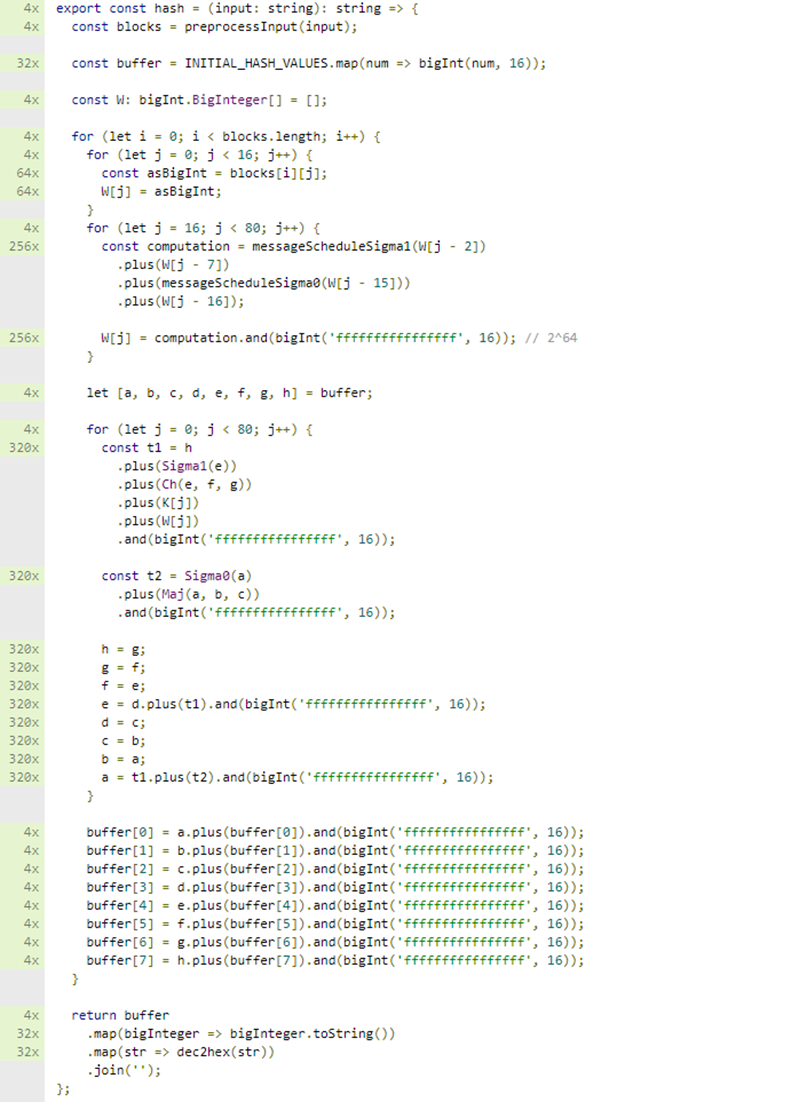 4x export const hash = (input: string): string => {
4x const blocks = preprocessInput(input);
32x const buffer = INITIAL_HASH_VALUES.map(num => bigInt(num, 16));
4x const W: bigInt.BigInteger[] = [];
4x for (let i = 0; i < blocks.length; i++) {
4x for (let j = 0; j < 16; j++) {
64x const asBigInt = blocks[i][j];
64x W[j] = asBigInt;
}
4x for (let j = 16; j < 80; j++) {
256x const computation = messageScheduleSigma1(W[j - 2])
.plus(W[j - 7])
.plus(messageScheduleSigma0(W[j - 15]))
.plus(W[j - 16]);
256x W[j] = computation.and(bigInt('ffffffffffffffff', 16)); // 2^64
}
4x let [a, b, c, d, e, f, g, h] = buffer;
4x for (let j = 0; j < 80; j++) {
320x const t1 = h
.plus(Sigma1(e))
.plus(Ch(e, f, g))
.plus(K[j])
.plus(W[j])
.and(bigInt('ffffffffffffffff', 16));
320x const t2 = Sigma0(a)
.plus(Maj(a, b, c))
.and(bigInt('ffffffffffffffff', 16));
320x h = g;
320x g = f;
320x f = e;
320x e = d.plus(t1).and(bigInt('ffffffffffffffff', 16));
320x d = c;
320x c = b;
320x b = a;
320x a = t1.plus(t2).and(bigInt('ffffffffffffffff', 16));
}
4x buffer[0] = a.plus(buffer[0]).and(bigInt('ffffffffffffffff', 16));
4x buffer[1] = b.plus(buffer[1]).and(bigInt('ffffffffffffffff', 16));
4x buffer[2] = c.plus(buffer[2]).and(bigInt('ffffffffffffffff', 16));
4x buffer[3] = d.plus(buffer[3]).and(bigInt('ffffffffffffffff', 16));
4x buffer[4] = e.plus(buffer[4]).and(bigInt('ffffffffffffffff', 16));
4x buffer[5] = f.plus(buffer[5]).and(bigInt('ffffffffffffffff', 16));
4x buffer[6] = g.plus(buffer[6]).and(bigInt('ffffffffffffffff', 16));
4x buffer[7] = h.plus(buffer[7]).and(bigInt('ffffffffffffffff', 16));
}
4x return buffer
32x .map(bigInteger => bigInteger.toString())
32x .map(str => dec2hex(str))
.join('');
};